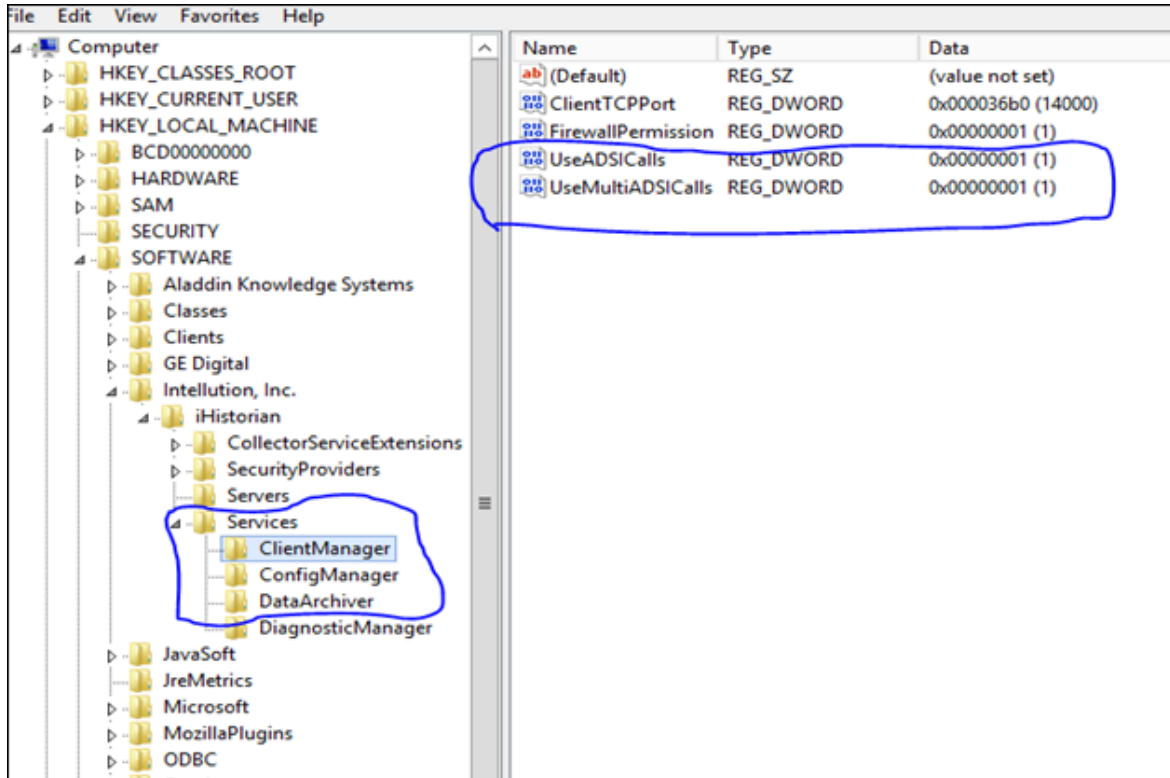 File Edit View Favorites Help
Computer
HKEY_CLASSES_ROOT
HKEY_CURRENT_USER
HKEY_LOCAL_MACHINE
BCD00000000
HARDWARE
SAM
SECURITY
SOFTWARE
Aladdin Knowledge Systems
Classes
Clients
GE Digital
Intellution, Inc.
iHistorian
CollectorServiceExtensions
SecurityProviders
Servers
Services
ClientManager
ConfigManager
DataArchiver
DiagnosticManager
JavaSoft
JreMetrics
Microsoft
MozillaPlugins
ODBC
Name Type Data
(Default) REG_SZ (value not set)
ClientTCPPort REG_DWORD 0x000036b0 (14000)
FirewallPermission REG_DWORD 0x00000001 (1)
UseADSICalls REG_DWORD 0x00000001 (1)
UseMultiADSICalls REG_DWORD 0x00000001 (1)